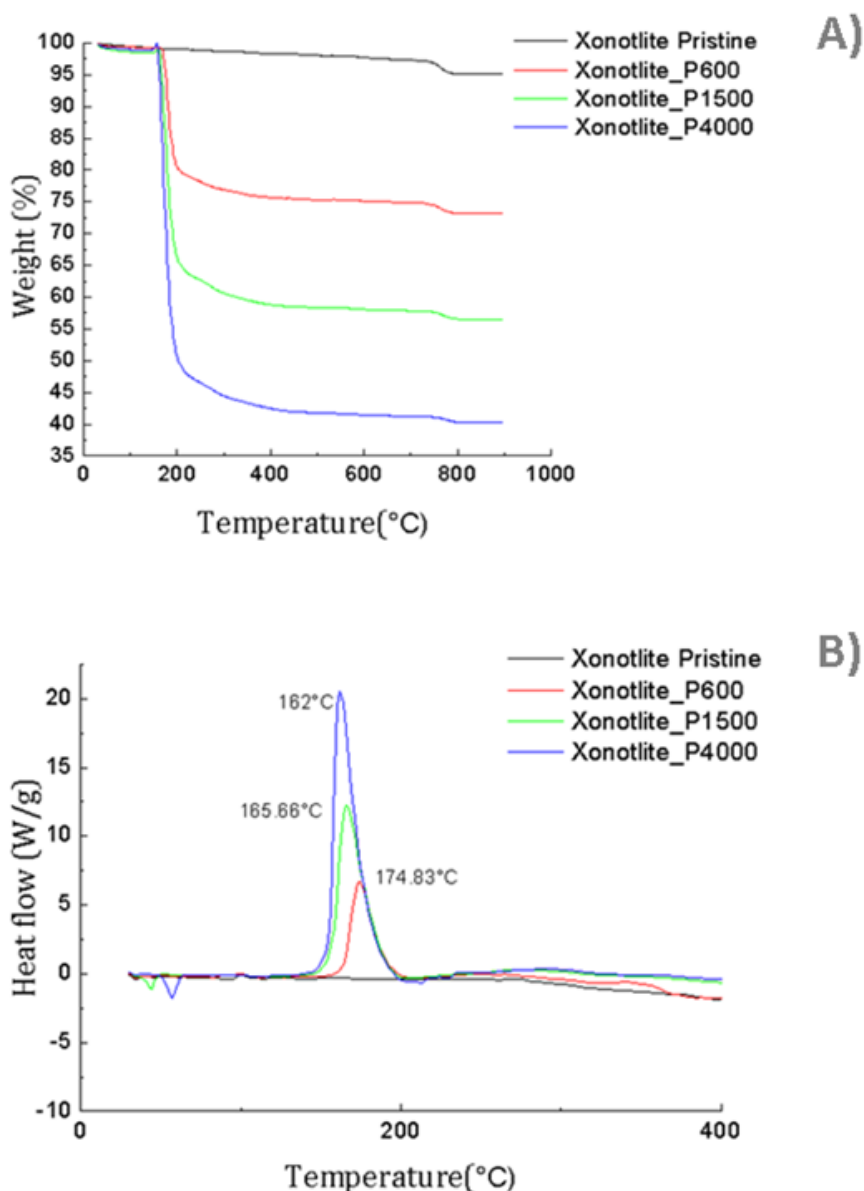 A)
Xonotlite Pristine
Xonotlite_P600
Xonotlite_P1500
Xonotlite_P4000
100
95
90
85
80
75
70
65
60
55
50
45
40
35
Weight (%)
0 200 400 600 800 1000
Temperature(°C)
B)
Xonotlite Pristine
Xonotlite_P600
Xonotlite_P1500
Xonotlite_P4000
20
15
10
5
0
-5
-10
Heat flow (W/g)
162°C
165.66°C
174.83°C
0 200 400
Temperature(°C)